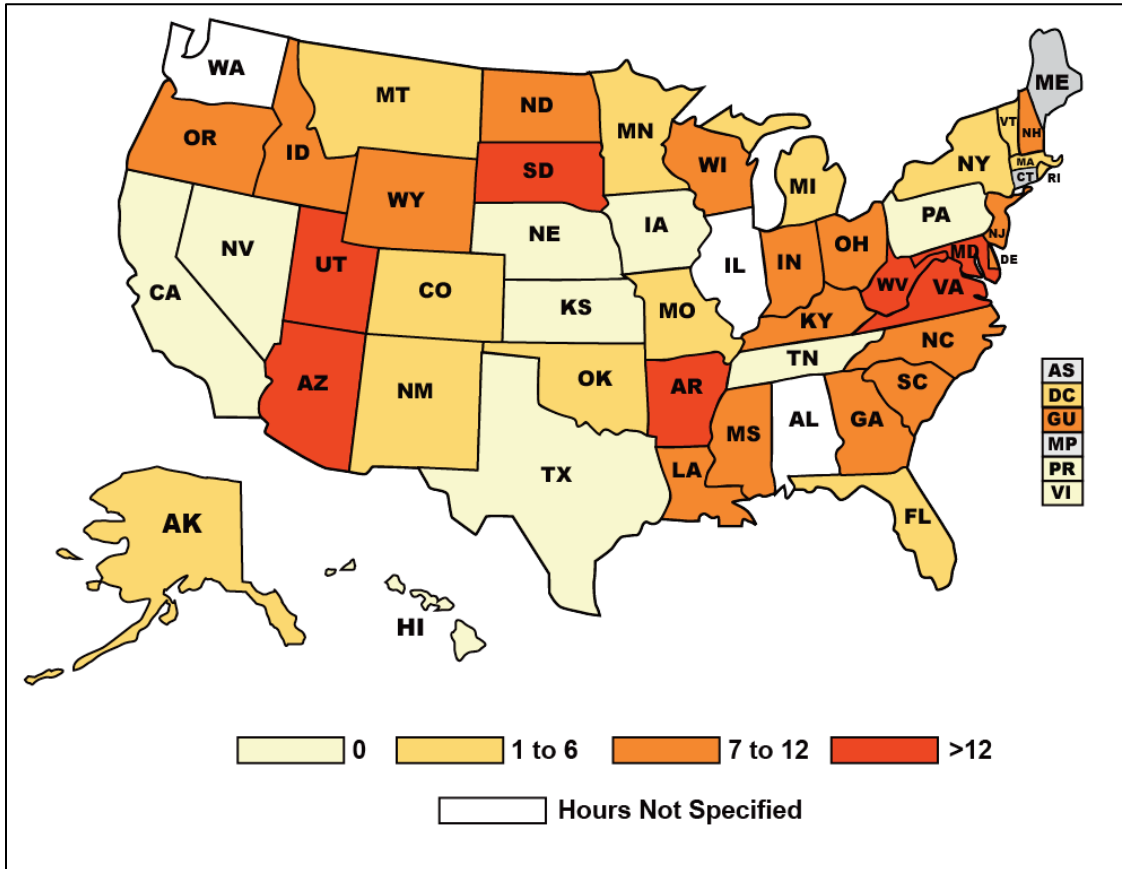 WA
MT
ND
MN
ME
VT
NH
OR
ID
SD
WI
NY
MA
WY
MI
CT
RI
NE
IA
PA
NV
OH
NJ
UT
IL
IN
MD
DE
CA
CO
WV
VA
KS
MO
KY
NC
TN
AZ
NM
OK
AR
SC
AS
DC
MS
AL
GA
GU
MP
TX
LA
PR
VI
FL
AK
HI
0
1 to 6
7 to 12
>12
Hours Not Specified